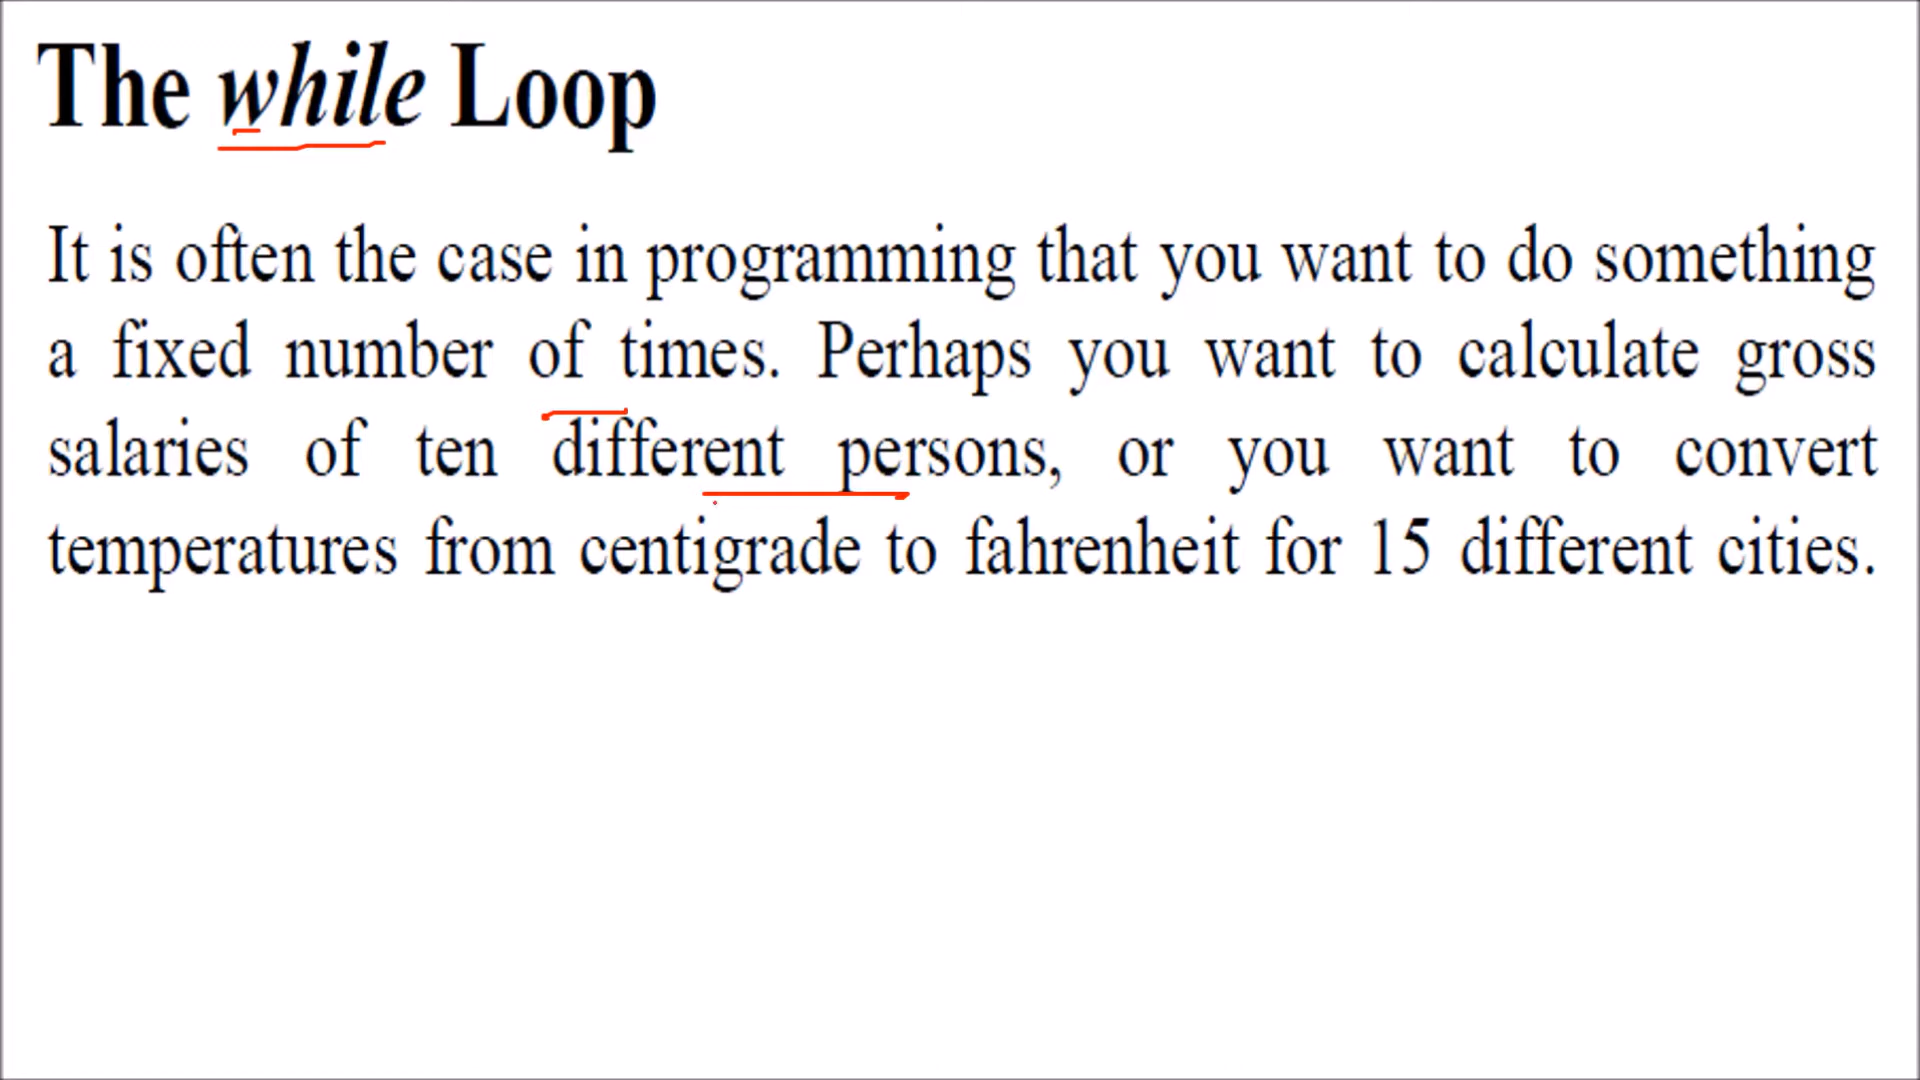 The while Loop
It is often the case in programming that you want to do something
a fixed number of times. Perhaps you want to calculate gross
salaries of ten different persons, or you want to convert
temperatures from centigrade to fahrenheit for 15 different cities.